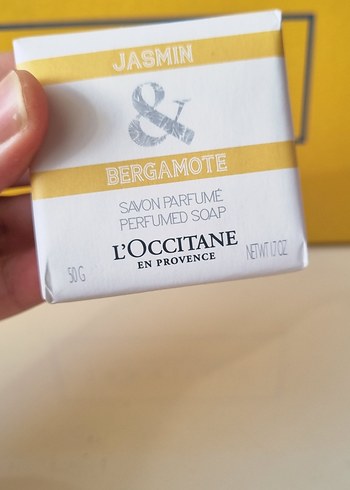 JASMIN
&
BERGAMOTE
SAVON PARFUMÉ
PERFUMED SOAP
L'OCCITANE
EN PROVENCE
50 G
NET WT 1.7 OZ